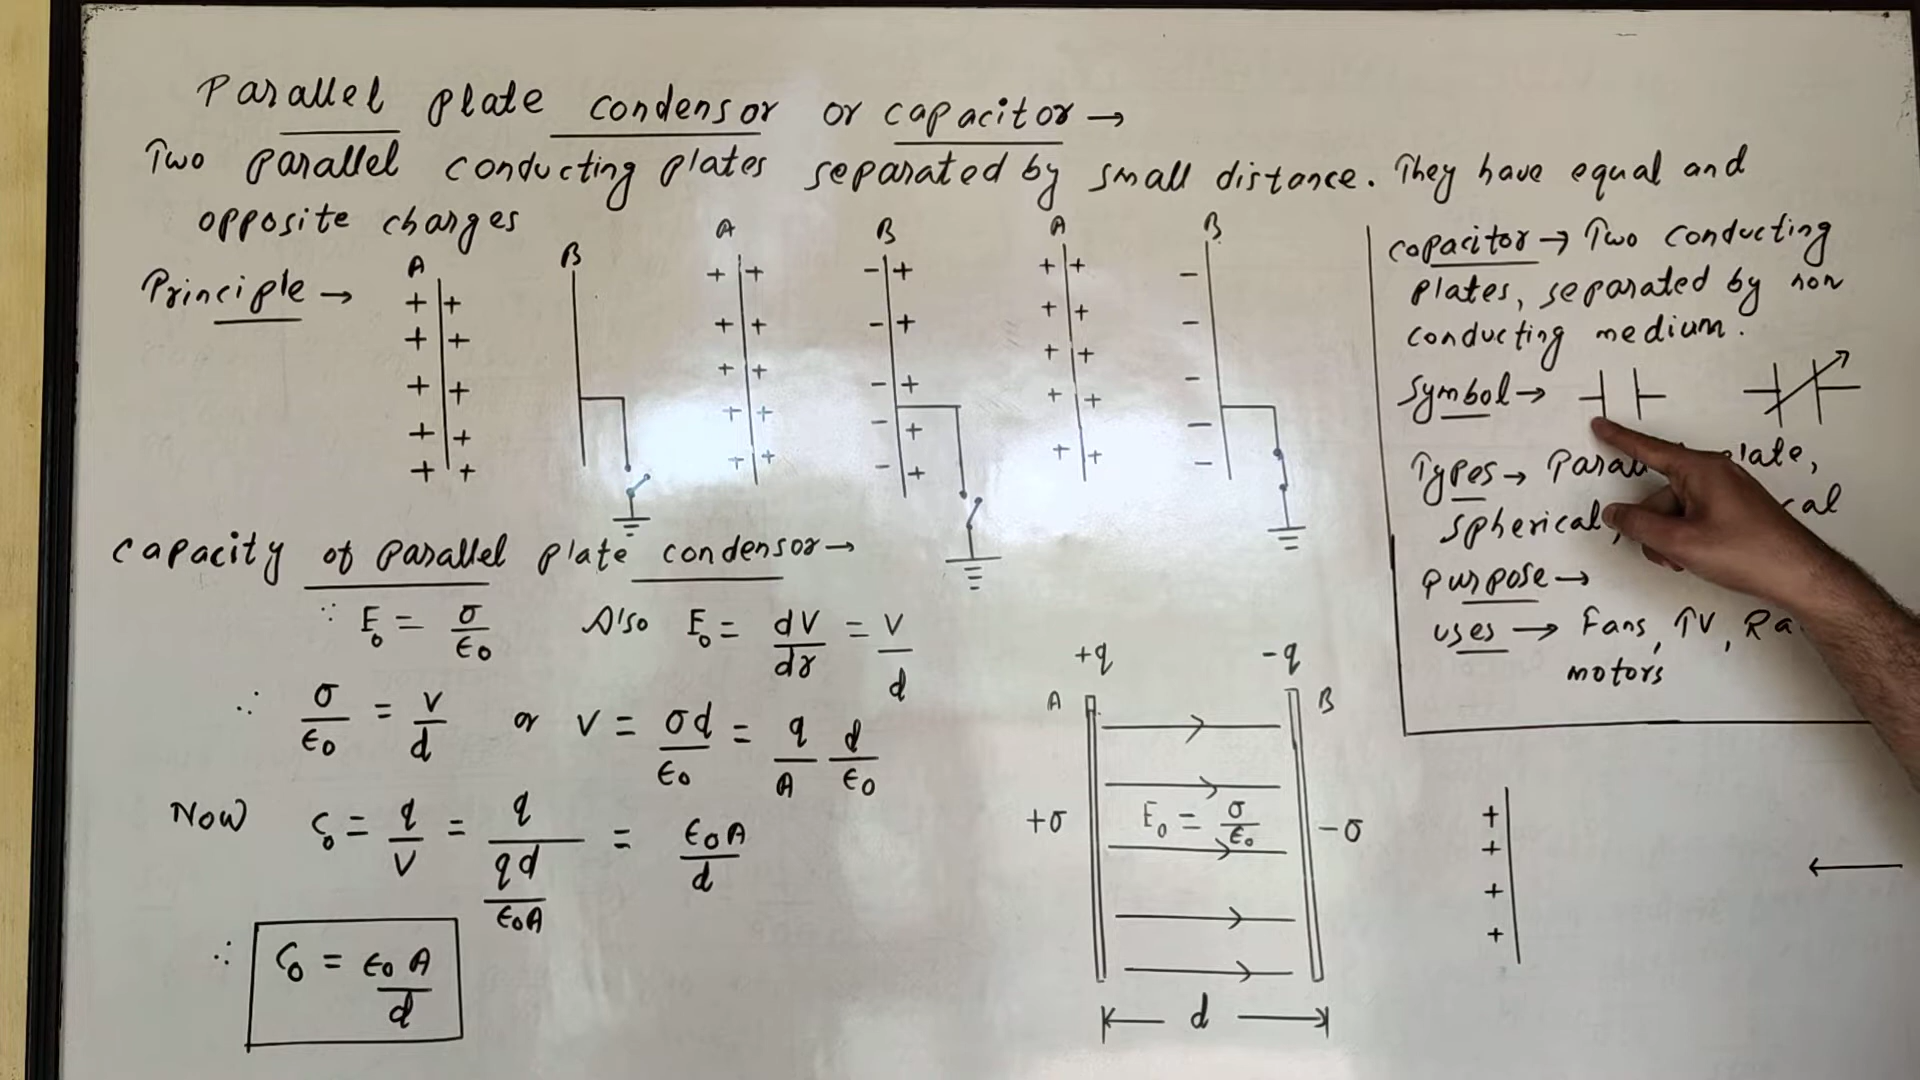 Parallel plate condensor or capacitor →
Two parallel conducting plates separated by small distance. They have equal and
opposite charges
Principle →
A
+ +
+ +
+ +
+ +
+ +
B
A
+ +
+ +
+ +
+ +
+ +
B
- +
- +
- +
- +
- +
A
+ +
+ +
+ +
+ +
+ +
B
-
-
-
-
-
capacitor → Two conducting
plates, separated by non
conducting medium.
Symbol →
Types → plate,
spherical,
purpose →
uses → Fans, TV,
motors
capacity of parallel plate condensor →
∵ E₀ = σ/ε₀ Also E₀ = dV/dr = V/d
∴ σ/ε₀ = V/d or V = σd/ε₀ = q/A d/ε₀
Now C₀ = q/V = q/(qd/ε₀A) = ε₀A/d
∴ C₀ = ε₀A/d
+q -q
A B
+σ E₀ = σ/ε₀ -σ
d
+
+
+
+
←